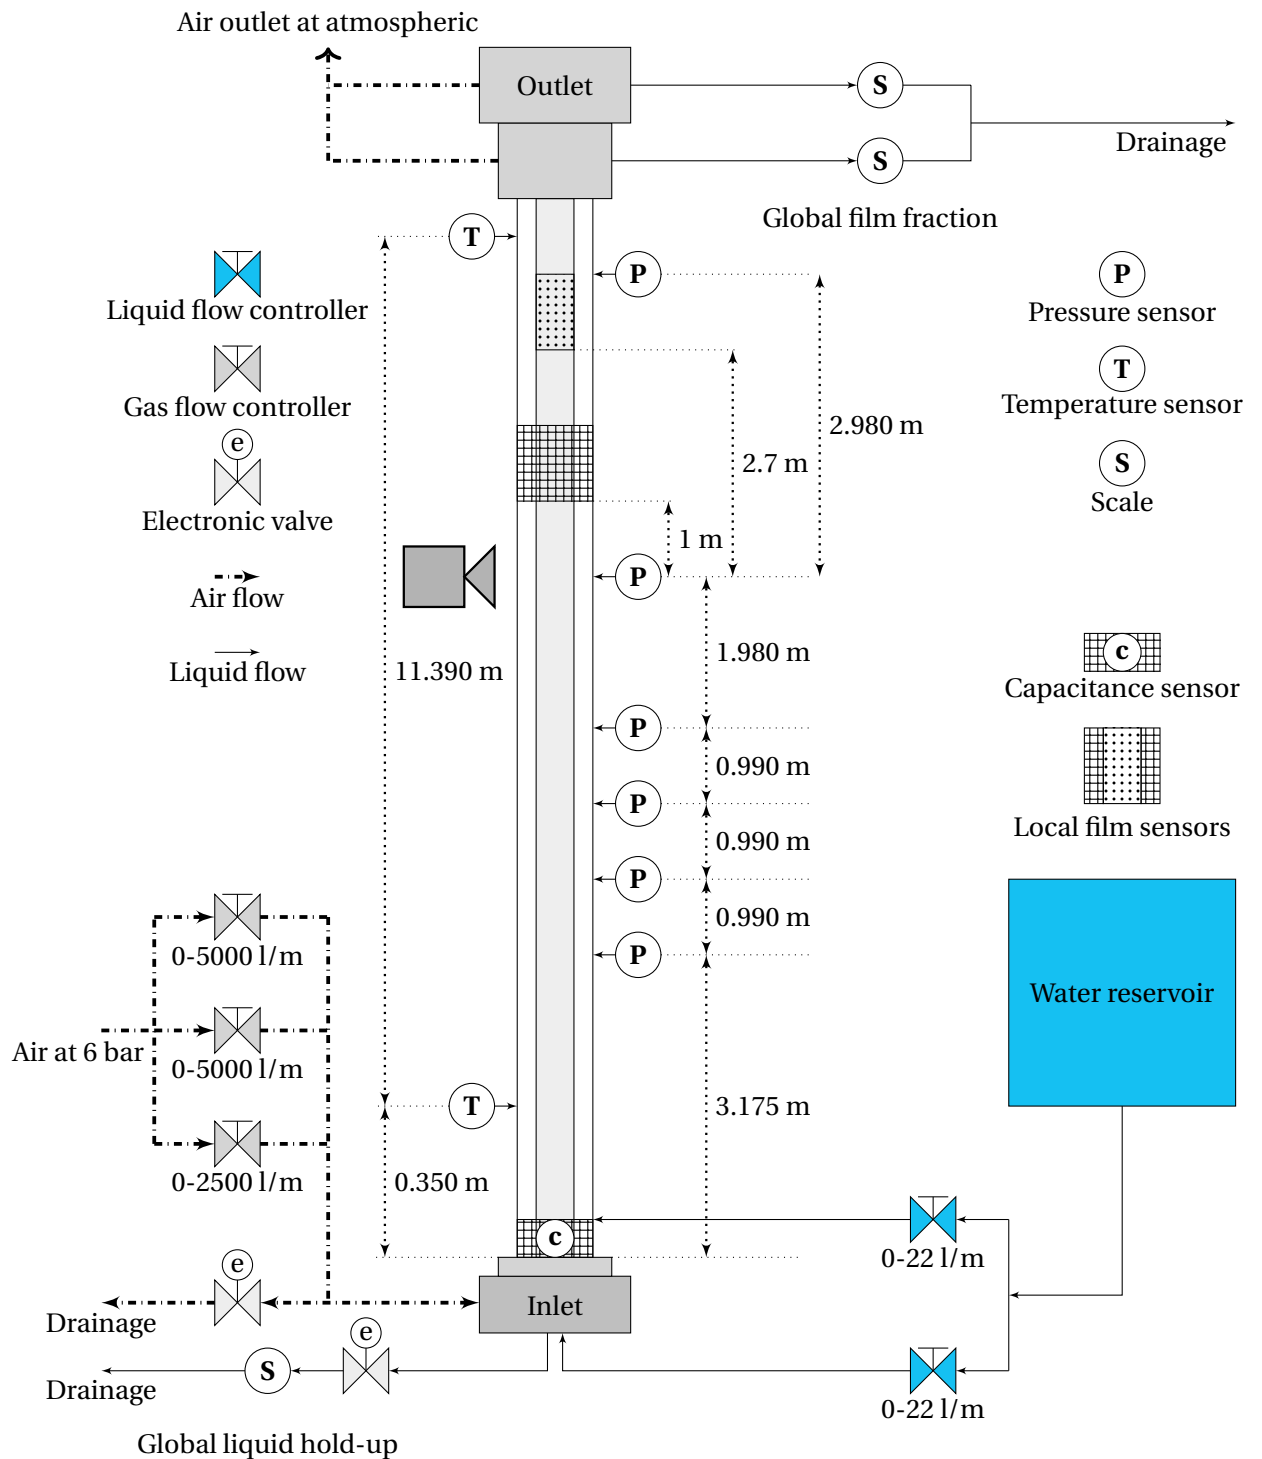 Air outlet at atmospheric
Outlet
S
Drainage
S
Global film fraction
T
P
P
Liquid flow controller
Pressure sensor
T
Gas flow controller
Temperature sensor
2.980 m
e
2.7 m
S
Electronic valve
Scale
1 m
P
Air flow
1.980 m
c
Liquid flow
11.390 m
Capacitance sensor
P
0.990 m
P
Local film sensors
0.990 m
P
0-5000 l/m
0.990 m
P
Water reservoir
Air at 6 bar
0-5000 l/m
T
3.175 m
0-2500 l/m
0.350 m
c
0-22 l/m
e
Drainage
Inlet
e
S
Drainage
0-22 l/m
Global liquid hold-up